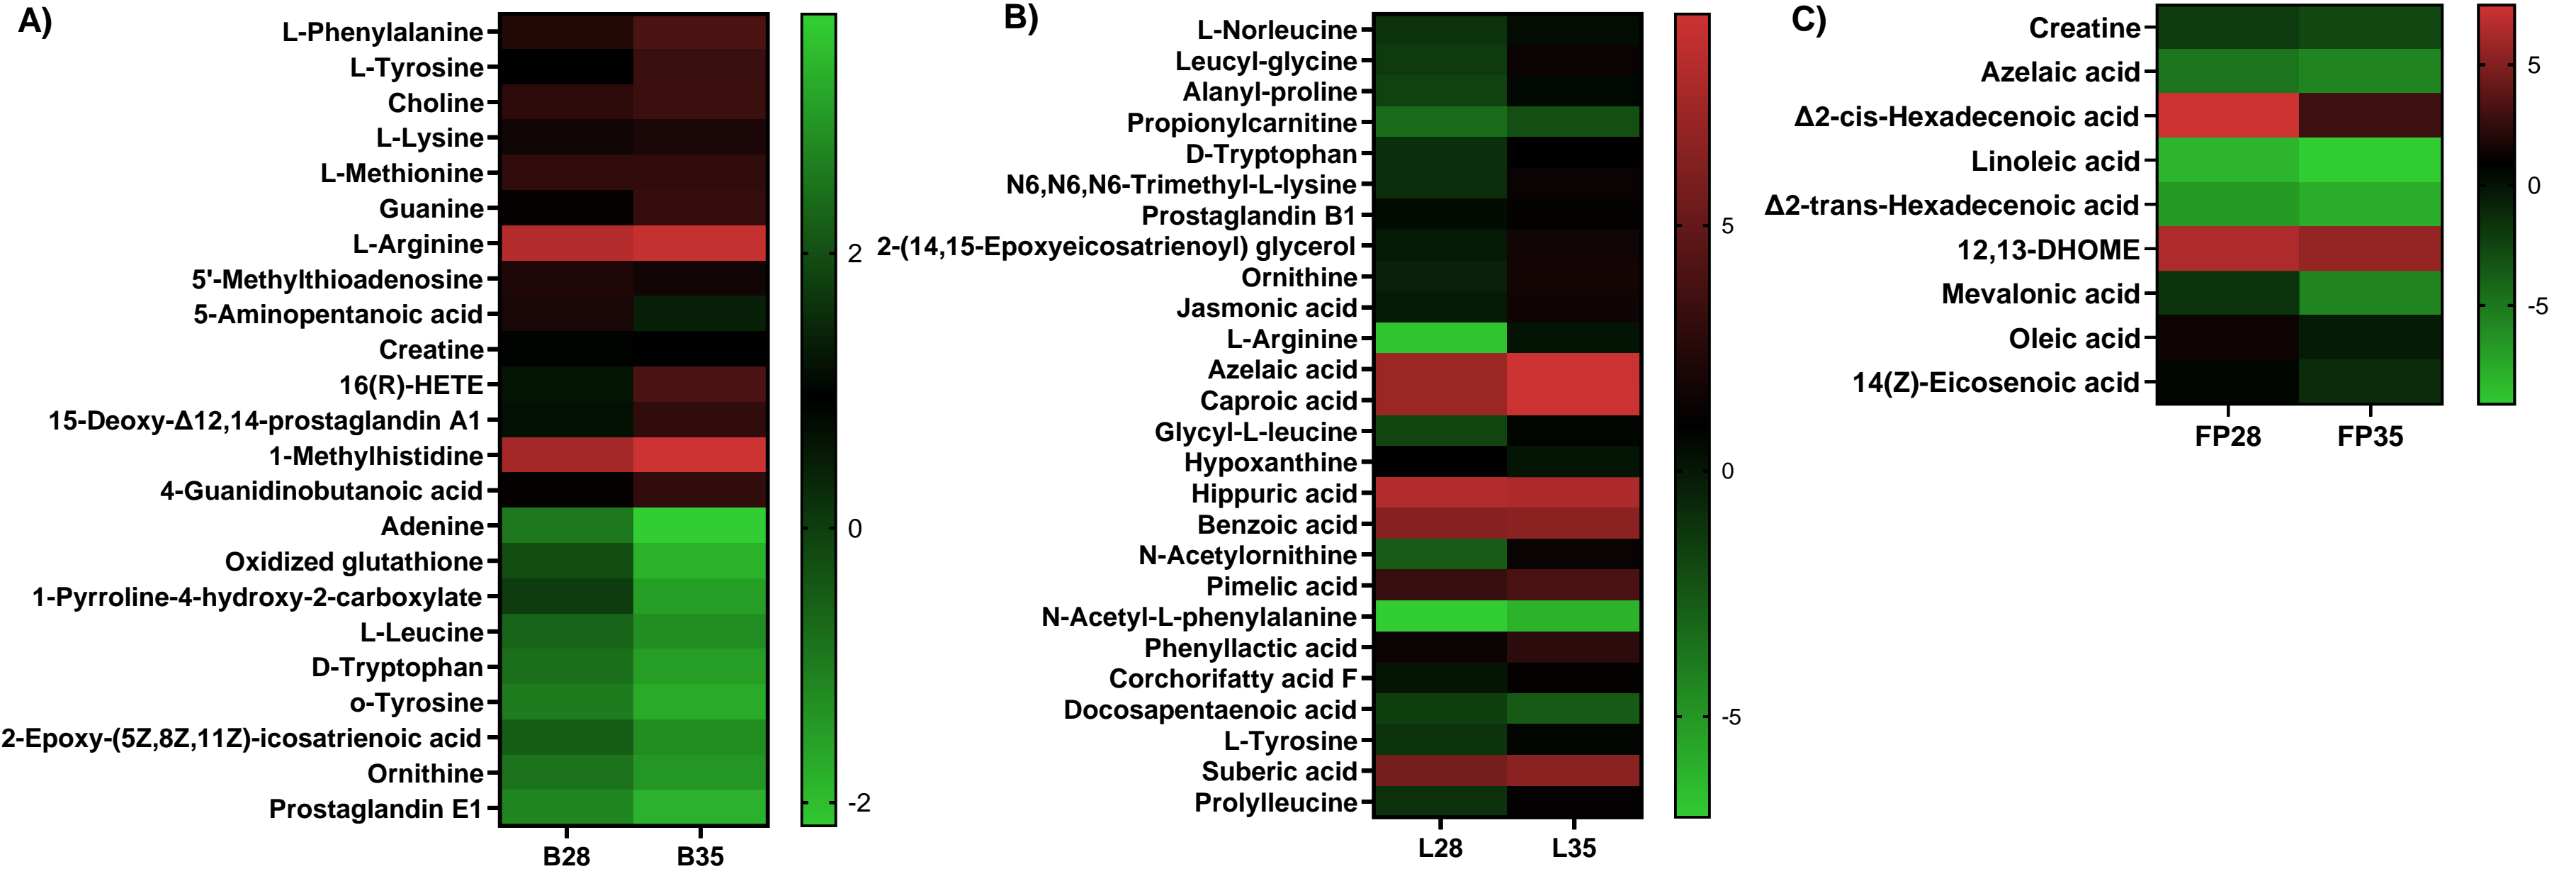 A)
L-Phenylalanine
L-Tyrosine
Choline
L-Lysine
L-Methionine
Guanine
L-Arginine
5'-Methylthioadenosine
5-Aminopentanoic acid
Creatine
16(R)-HETE
15-Deoxy-Δ12,14-prostaglandin A1
1-Methylhistidine
4-Guanidinobutanoic acid
Adenine
Oxidized glutathione
1-Pyrroline-4-hydroxy-2-carboxylate
L-Leucine
D-Tryptophan
o-Tyrosine
2-Epoxy-(5Z,8Z,11Z)-icosatrienoic acid
Ornithine
Prostaglandin E1
B28 B35
2
0
-2
B)
L-Norleucine
Leucyl-glycine
Alanyl-proline
Propionylcarnitine
D-Tryptophan
N6,N6,N6-Trimethyl-L-lysine
Prostaglandin B1
2-(14,15-Epoxyeicosatrienoyl) glycerol
Ornithine
Jasmonic acid
L-Arginine
Azelaic acid
Caproic acid
Glycyl-L-leucine
Hypoxanthine
Hippuric acid
Benzoic acid
N-Acetylornithine
Pimelic acid
N-Acetyl-L-phenylalanine
Phenyllactic acid
Corchorifatty acid F
Docosapentaenoic acid
L-Tyrosine
Suberic acid
Prolylleucine
L28 L35
5
0
-5
C)
Creatine
Azelaic acid
Δ2-cis-Hexadecenoic acid
Linoleic acid
Δ2-trans-Hexadecenoic acid
12,13-DHOME
Mevalonic acid
Oleic acid
14(Z)-Eicosenoic acid
FP28 FP35
5
0
-5